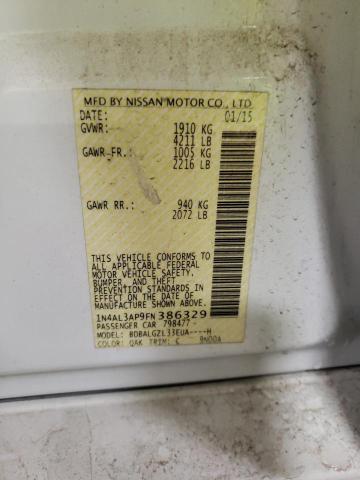 MFD BY NISSAN MOTOR CO., LTD.
DATE: 01/15
GVWR: 1910 KG
4211 LB
GAWR FR.: 1005 KG
2216 LB
GAWR RR.: 940 KG
2072 LB
THIS VEHICLE CONFORMS TO
ALL APPLICABLE FEDERAL
MOTOR VEHICLE SAFETY,
BUMPER, AND THEFT
PREVENTION STANDARDS IN
EFFECT ON THE DATE OF
MANUFACTURE SHOWN ABOVE.
1N4AL3AP9FN 386329
PASSENGER CAR 798477-
MODEL: BDBALGZL33EUA----H
COLOR: QAK TRIM: C 9N00A